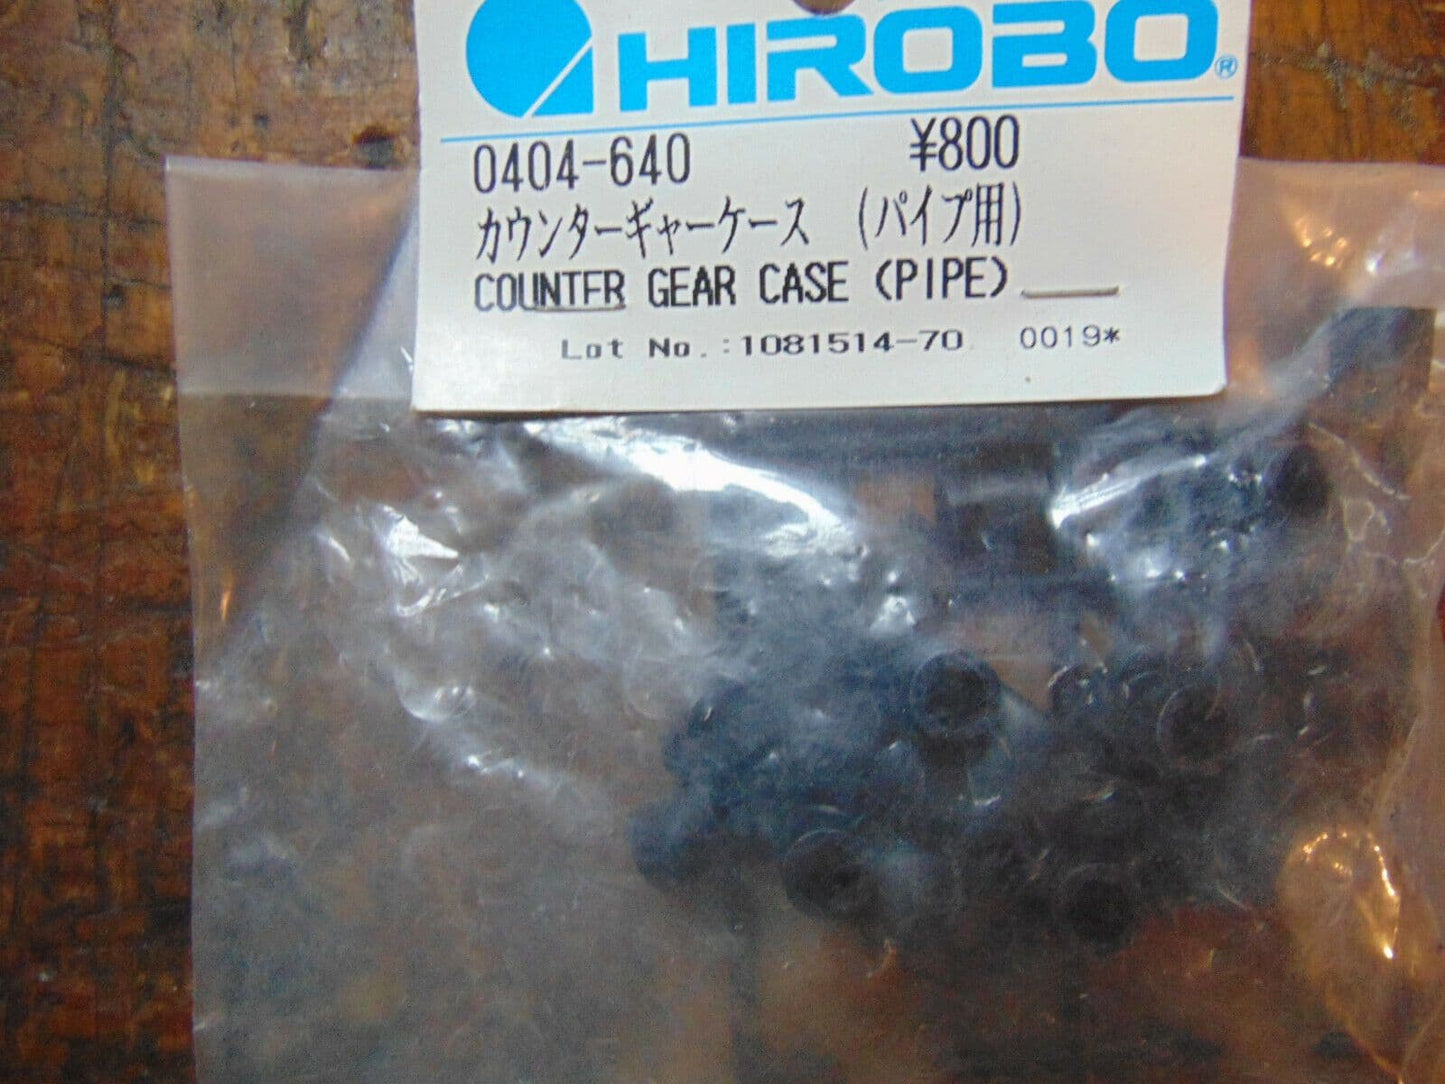 HIROBO®
0404-640 ¥800
カウンターギャーケース (パイプ用)
COUNTER GEAR CASE (PIPE)
Lot No.:1081514-70 0019*